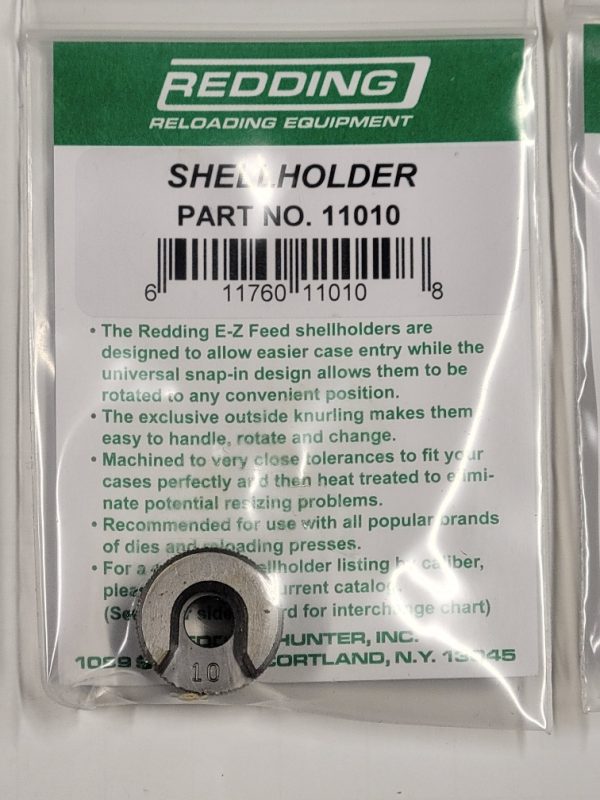 REDDING
RELOADING EQUIPMENT
SHELLHOLDER
PART NO. 11010
6 11760 11010 8
• The Redding E-Z Feed shellholders are
designed to allow easier case entry while the
universal snap-in design allows them to be
rotated to any convenient position.
• The exclusive outside knurling makes them
easy to handle, rotate and change.
• Machined to very close tolerances to fit your
cases perfectly and then heat treated to elimi-
nate potential resizing problems.
• Recommended for use with all popular brands
of dies and reloading presses.
• For a shellholder listing by caliber,
current catalog.
for interchange chart)
HUNTER, INC.
CORTLAND, N.Y. 13045
10